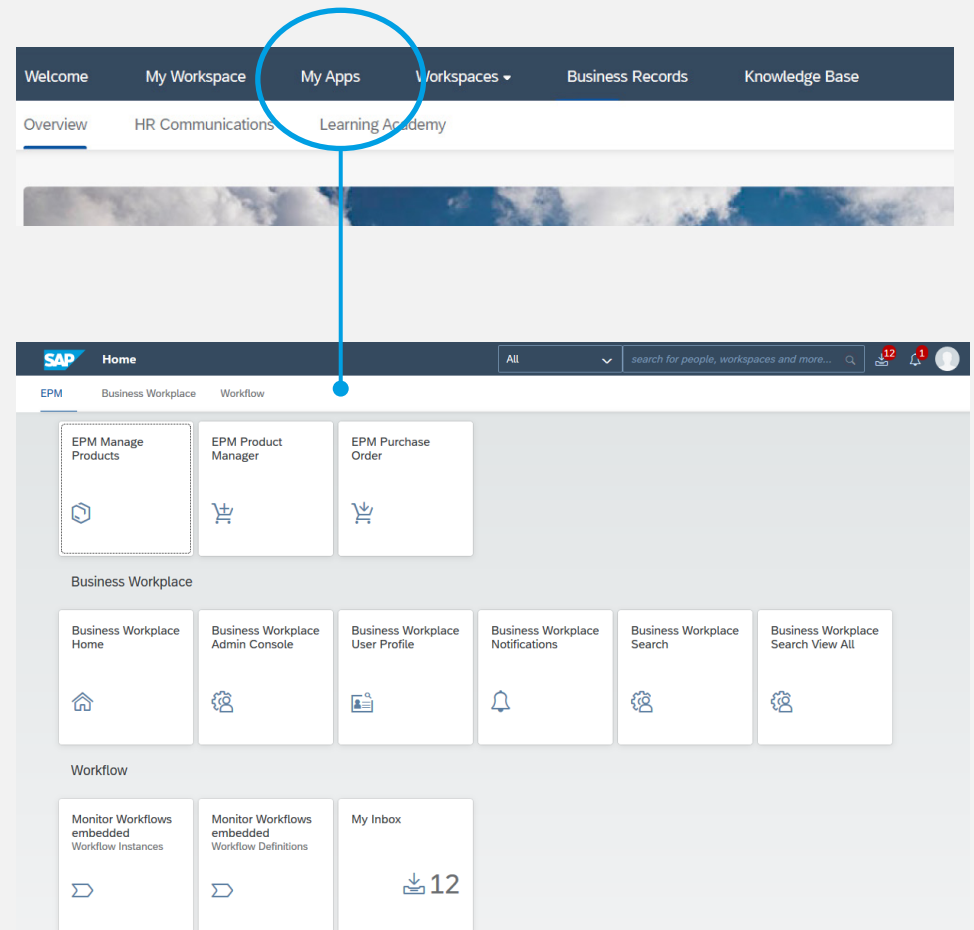 Welcome My Workspace My Apps Workspaces Business Records Knowledge Base
Overview HR Communications Learning Academy
SAP Home All search for people, workspaces and more... 12 1
EPM Business Workplace Workflow
EPM Manage
Products
EPM Product
Manager
EPM Purchase
Order
Business Workplace
Business Workplace
Home
Business Workplace
Admin Console
Business Workplace
User Profile
Business Workplace
Notifications
Business Workplace
Search
Business Workplace
Search View All
Workflow
Monitor Workflows
embedded
Workflow Instances
Monitor Workflows
embedded
Workflow Definitions
My Inbox
12